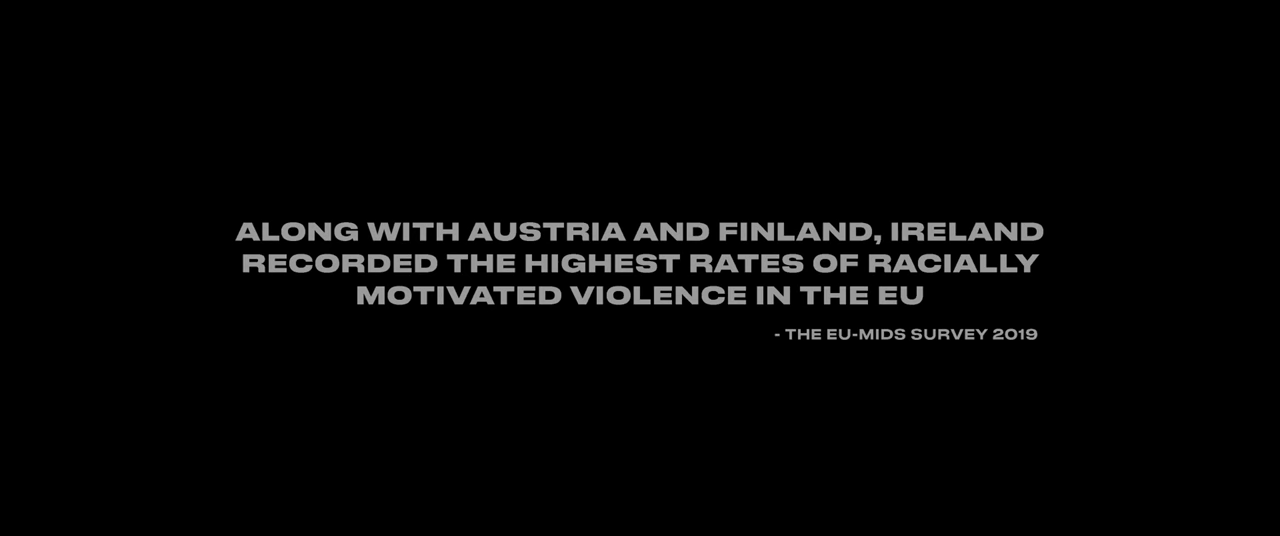 ALONG WITH AUSTRIA AND FINLAND, IRELAND
RECORDED THE HIGHEST RATES OF RACIALLY
MOTIVATED VIOLENCE IN THE EU
- THE EU-MIDS SURVEY 2019